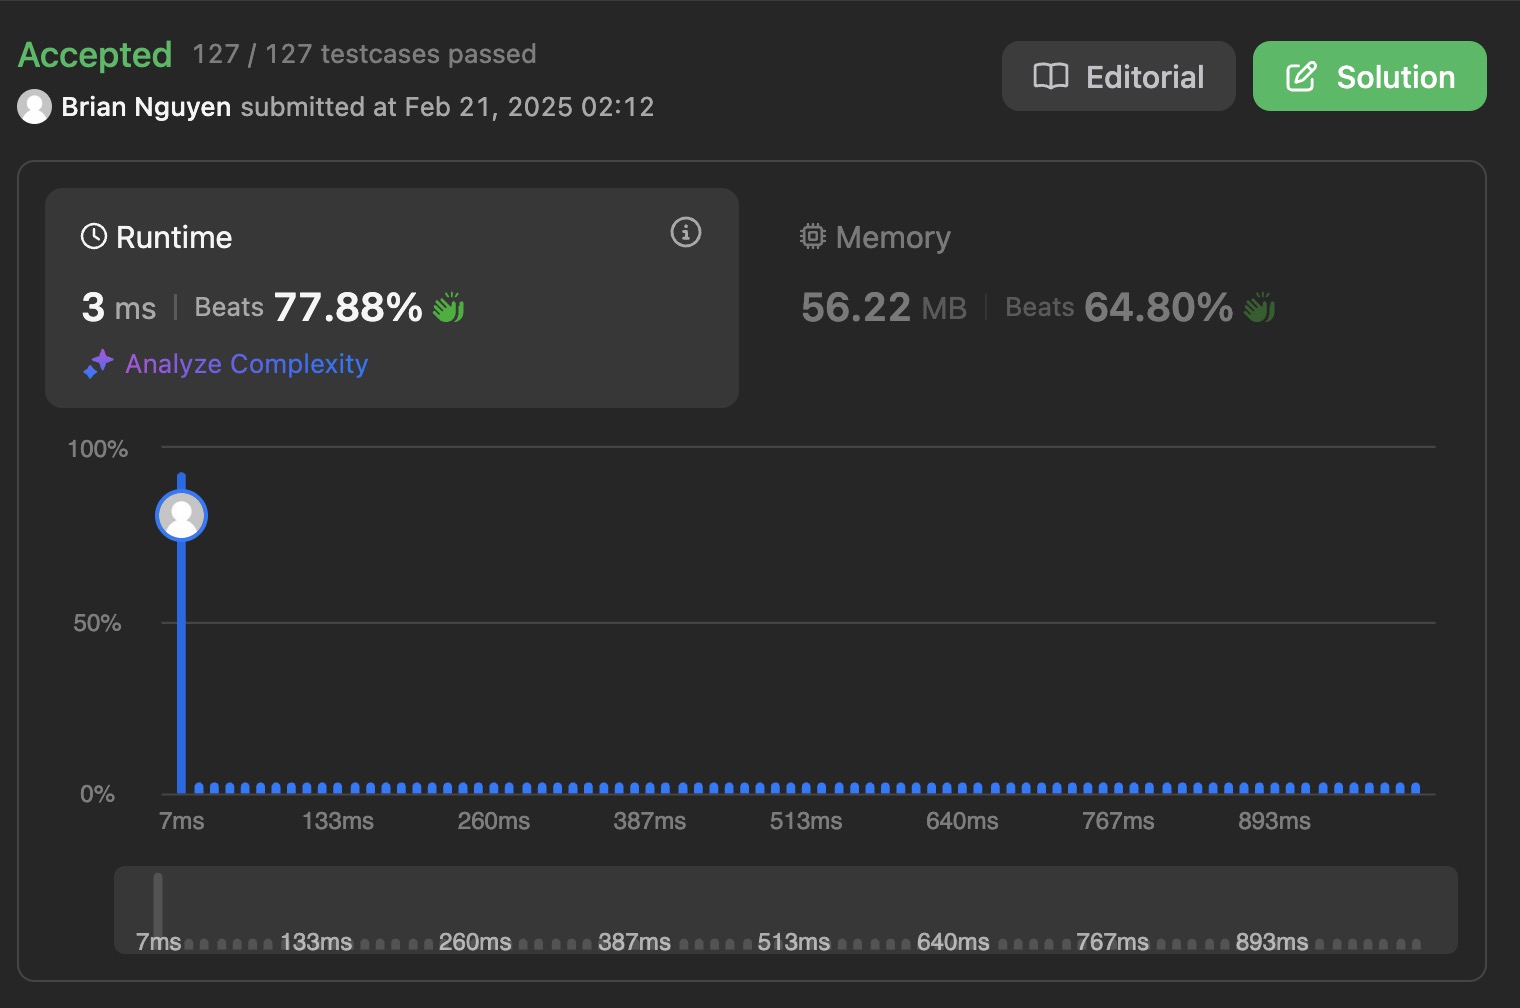 Accepted 127 / 127 testcases passed
Brian Nguyen submitted at Feb 21, 2025 02:12
Editorial
Solution
Runtime
3 ms | Beats 77.88%
Analyze Complexity
Memory
56.22 MB | Beats 64.80%
100%
50%
0%
7ms 133ms 260ms 387ms 513ms 640ms 767ms 893ms
7ms 133ms 260ms 387ms 513ms 640ms 767ms 893ms